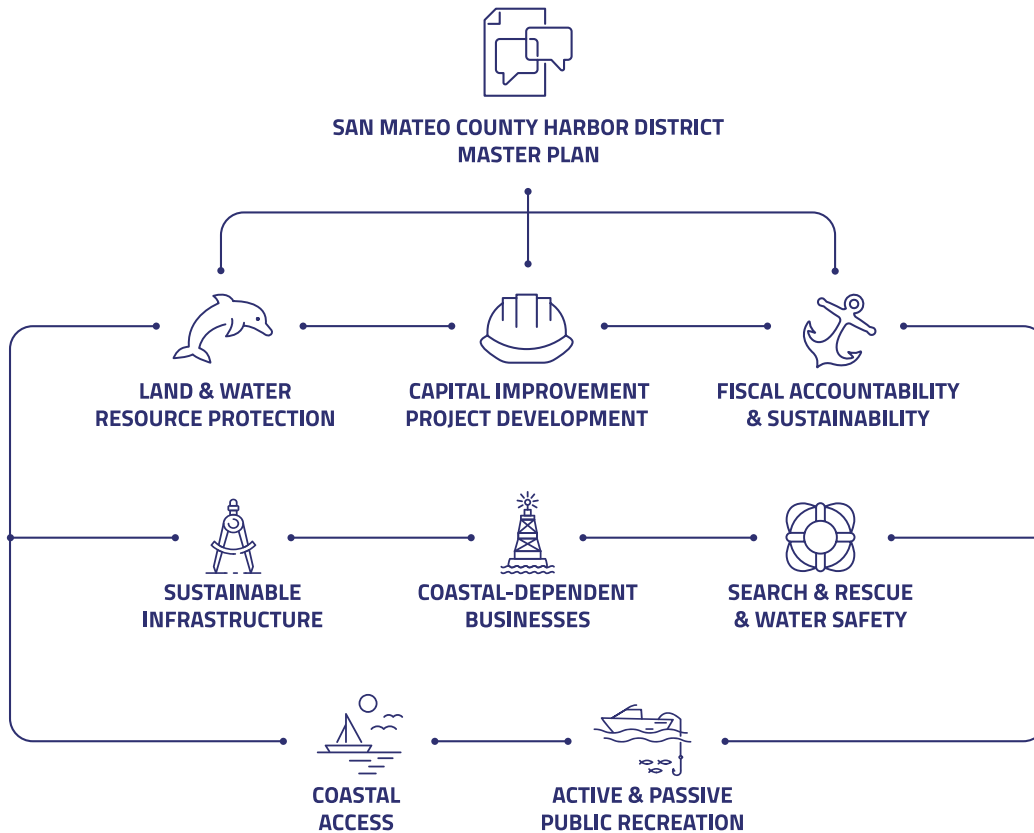 SAN MATEO COUNTY HARBOR DISTRICT
MASTER PLAN
LAND & WATER
RESOURCE PROTECTION
CAPITAL IMPROVEMENT
PROJECT DEVELOPMENT
FISCAL ACCOUNTABILITY
& SUSTAINABILITY
SUSTAINABLE
INFRASTRUCTURE
COASTAL-DEPENDENT
BUSINESSES
SEARCH & RESCUE
& WATER SAFETY
COASTAL
ACCESS
ACTIVE & PASSIVE
PUBLIC RECREATION